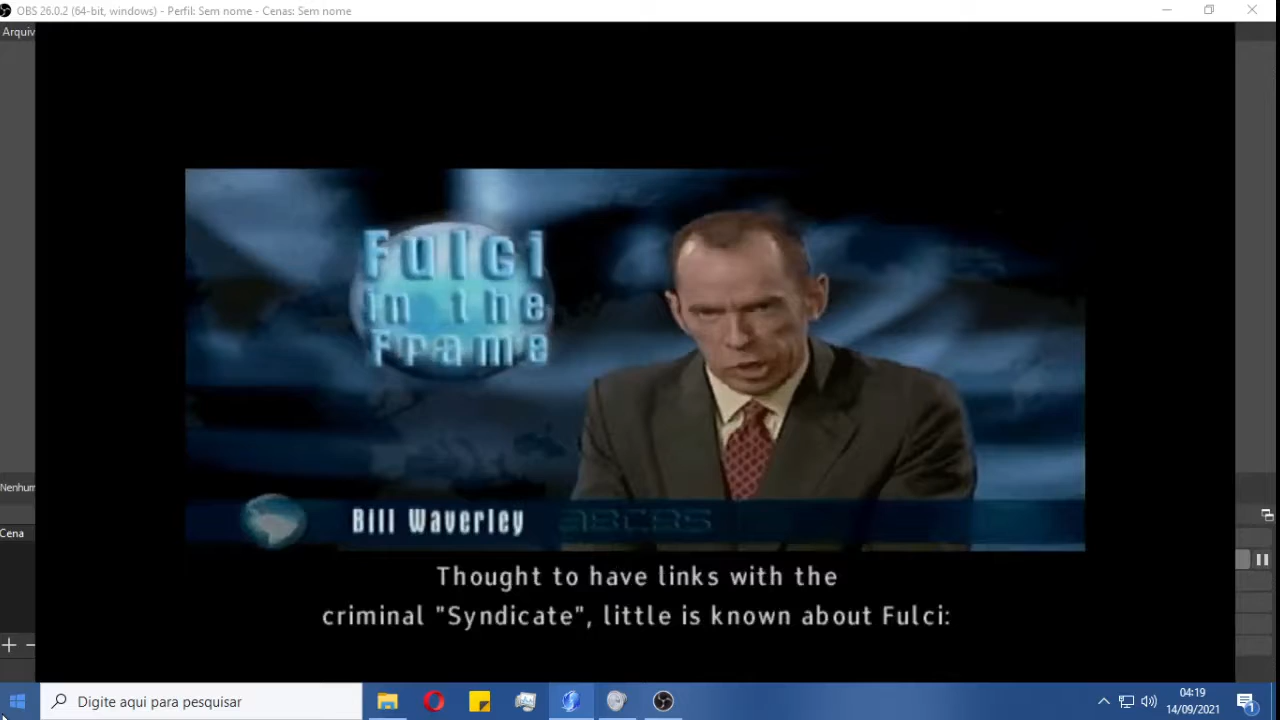 OBS 26.0.2 (64-bit, windows) - Perfil: Sem nome - Cenas: Sem nome
Arquiv
Fulci
in the
Frame
Nenhum
Bill Waverley
Cena
Thought to have links with the
criminal "Syndicate", little is known about Fulci:
Digite aqui para pesquisar
04:19
14/09/2021
1